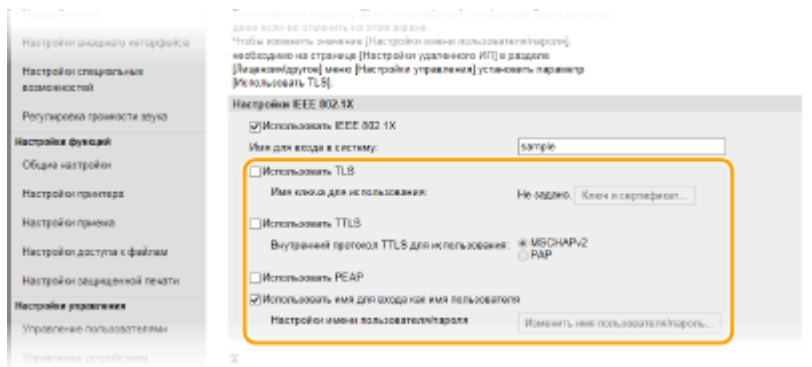 Настройки внешнего интерфейса
Настройки специальных
возможностей
Регулировка громкости звука
Настройки функций
Общие настройки
Настройки принтера
Настройки приема
Настройки доступа к файлам
Настройки защищенной печати
Настройки управления
Управление пользователями
Управление устройством
даже если ее отменить на этом экране.
Чтобы изменить значение [Настройки имени пользователя/пароля],
необходимо на странице [Настройки удаленного ИП] в разделе
[Лицензия/другое] меню [Настройки управления] установить параметр
[Использовать TLS].
Настройки IEEE 802.1X
Использовать IEEE 802.1X
Имя для входа в систему: sample
Использовать TLS
Имя ключа для использования: Не задано. Ключ и сертификат...
Использовать TTLS
Внутренний протокол TTLS для использования: MSCHAPv2
PAP
Использовать PEAP
Использовать имя для входа как имя пользователя
Настройки имени пользователя/пароля Изменить имя пользователя/пароль...